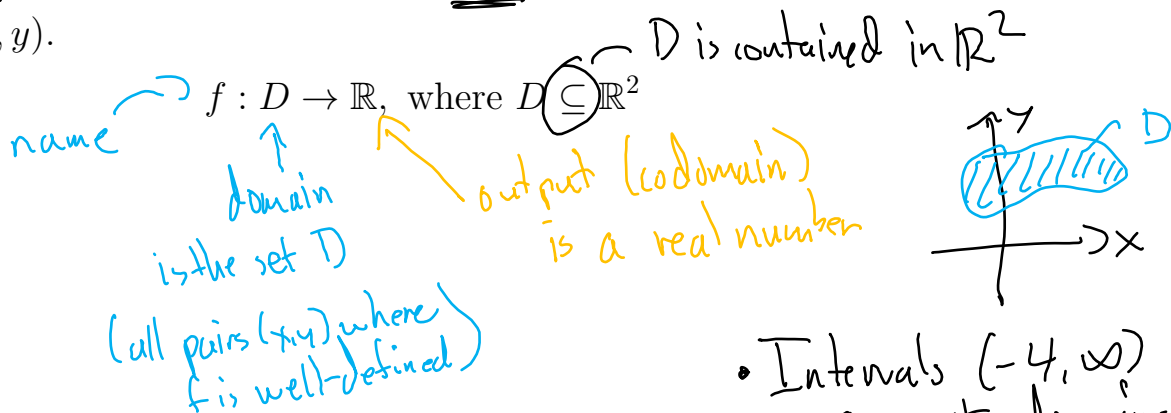 , y).
D is contained in ℝ²
f : D → ℝ, where D ⊆ ℝ²
name
domain
is the set D
(all pairs (x,y) where
f is well-defined)
output (codomain)
is a real number
y
D
x
• Intervals (-4, ∞)